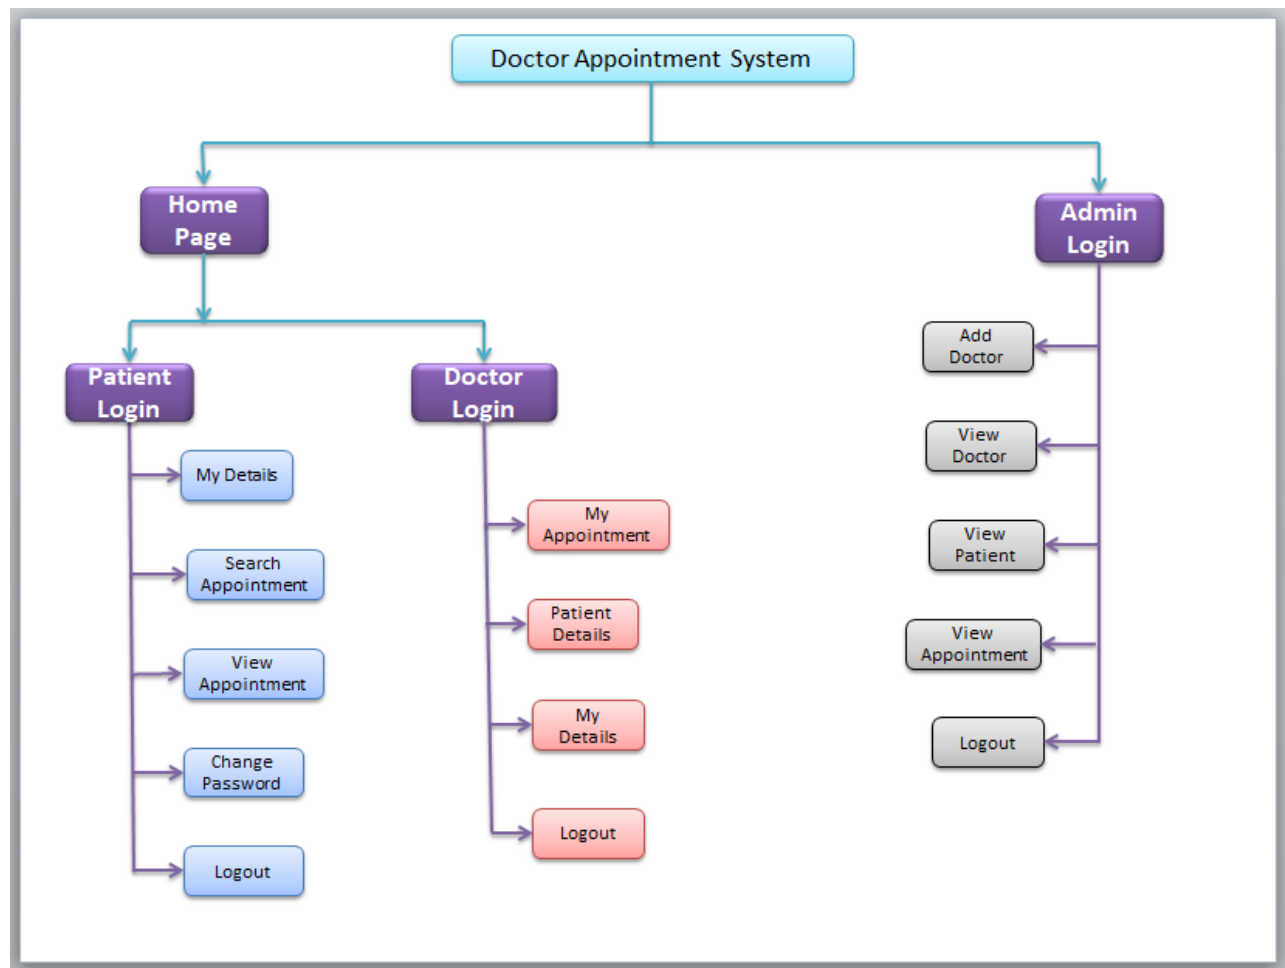 Doctor Appointment System
Home
Page
Admin
Login
Patient
Login
Doctor
Login
My Details
Search
Appointment
View
Appointment
Change
Password
Logout
My
Appointment
Patient
Details
My
Details
Logout
Add
Doctor
View
Doctor
View
Patient
View
Appointment
Logout